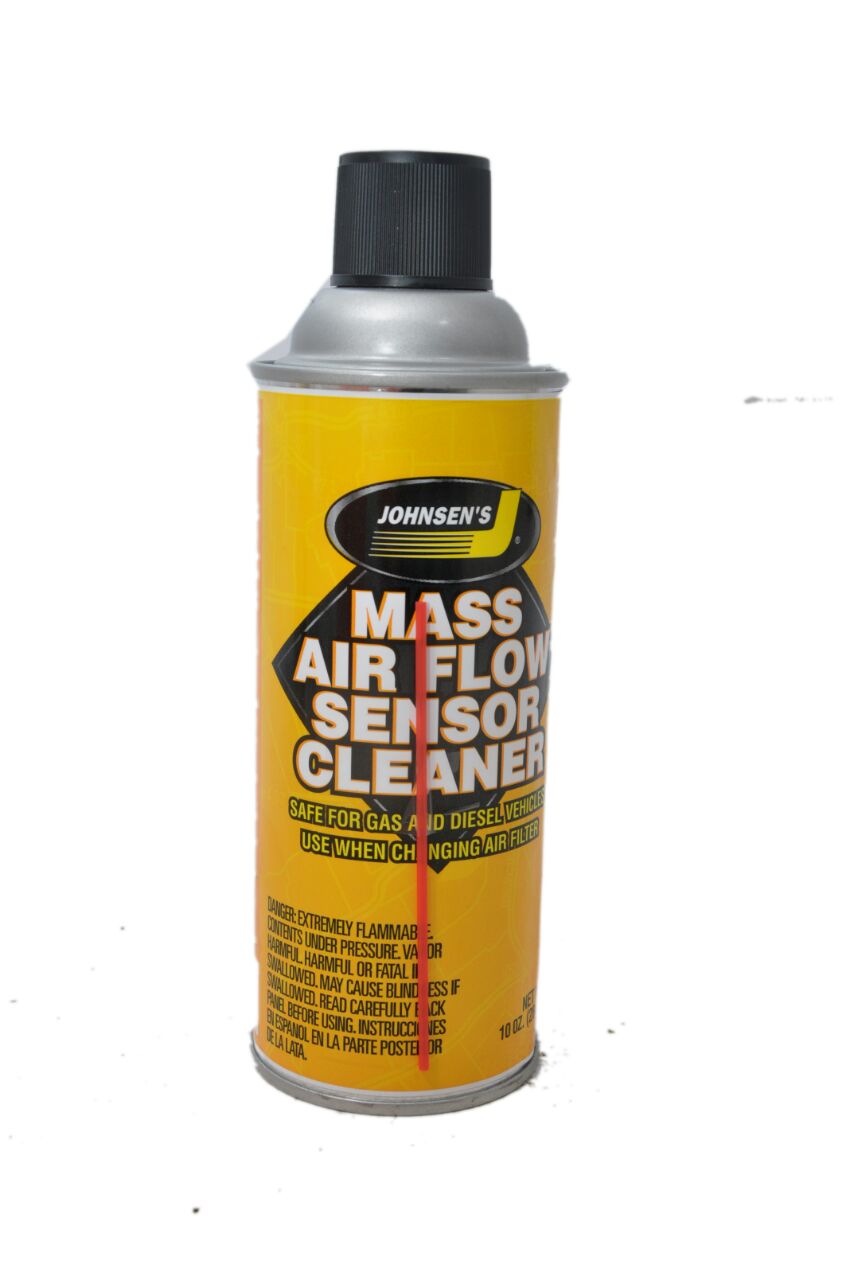 JOHNSEN'S
®
MASS
AIR FLOW
SENSOR
CLEANER
SAFE FOR GAS AND DIESEL VEHICLES
USE WHEN CHANGING AIR FILTER
DANGER: EXTREMELY FLAMMABLE.
CONTENTS UNDER PRESSURE. VAPOR
HARMFUL. HARMFUL OR FATAL IF
SWALLOWED. MAY CAUSE BLINDNESS IF
SWALLOWED. READ CAREFULLY BACK
PANEL BEFORE USING. INSTRUCCIONES
EN ESPANOL EN LA PARTE POSTERIOR
DE LA LATA.
NET
10 OZ.